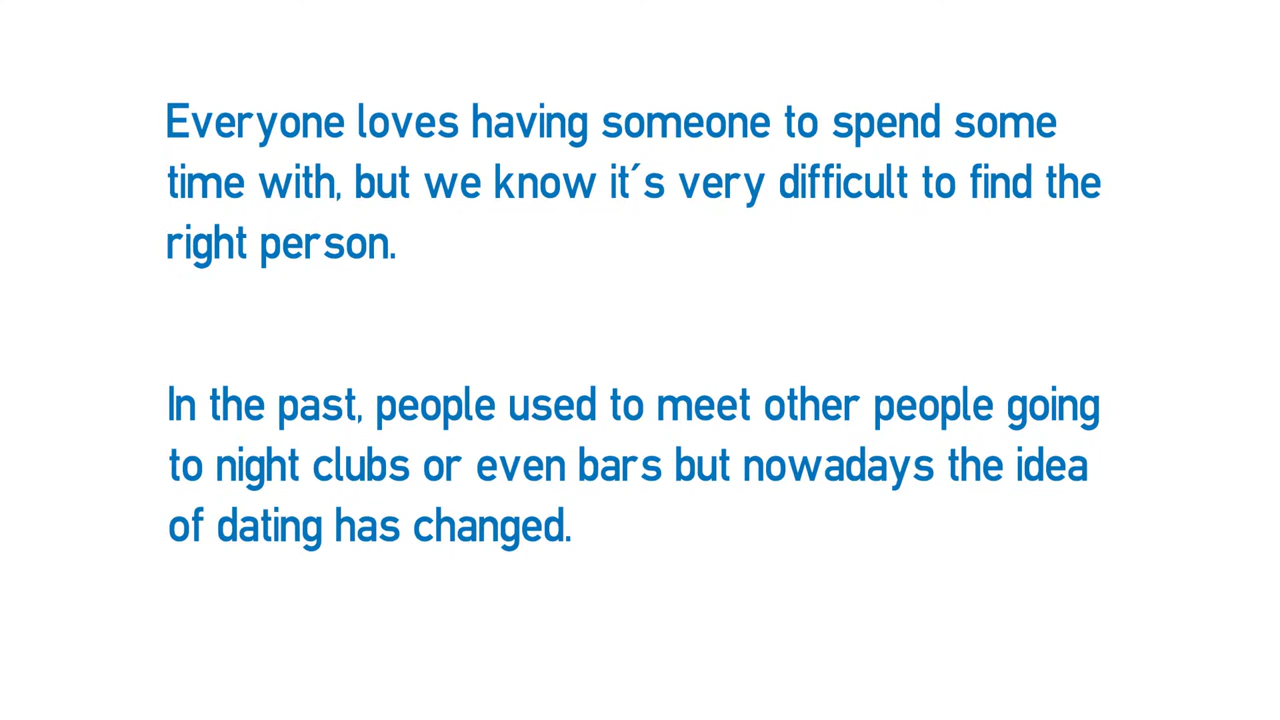 Everyone loves having someone to spend some
time with, but we know it´s very difficult to find the
right person.
In the past, people used to meet other people going
to night clubs or even bars but nowadays the idea
of dating has changed.